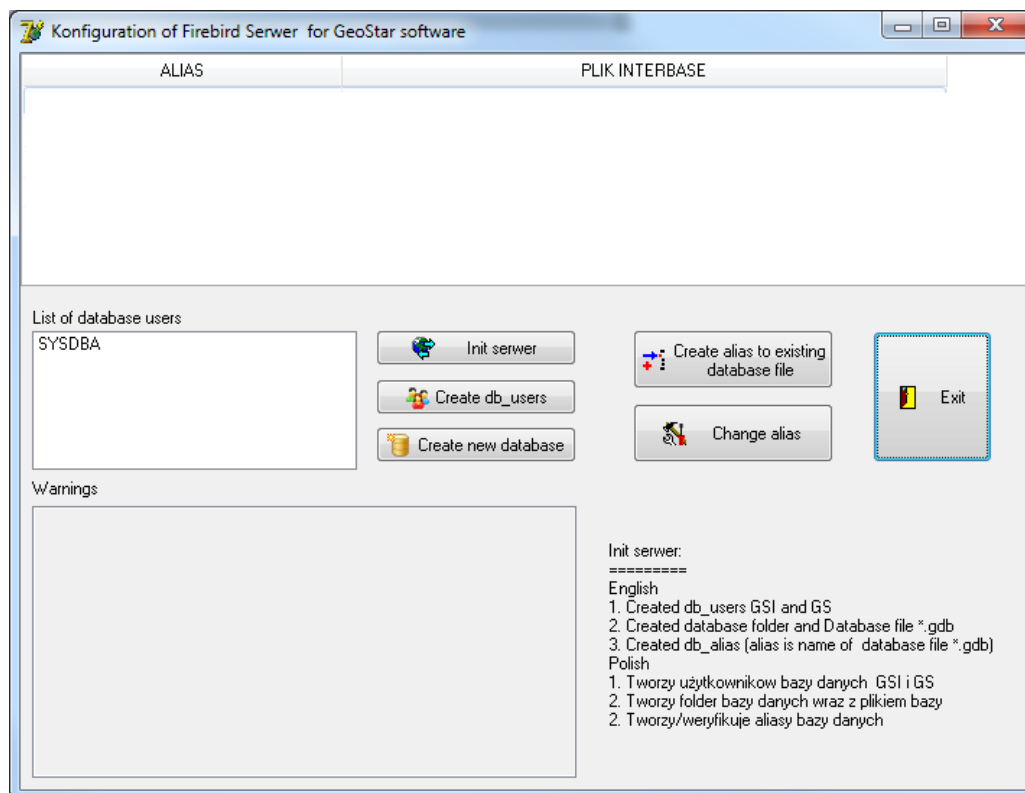 Konfiguration of Firebird Serwer for GeoStar software
ALIAS PLIK INTERBASE
List of database users
SYSDBA
Init serwer
Create db_users
Create new database
Create alias to existing
database file
Change alias
Exit
Warnings
Init serwer:
=========
English
1. Created db_users GSI and GS
2. Created database folder and Database file *.gdb
3. Created db_alias (alias is name of database file *.gdb)
Polish
1. Tworzy użytkownikow bazy danych GSI i GS
2. Tworzy folder bazy danych wraz z plikiem bazy
2. Tworzy/weryfikuje aliasy bazy danych